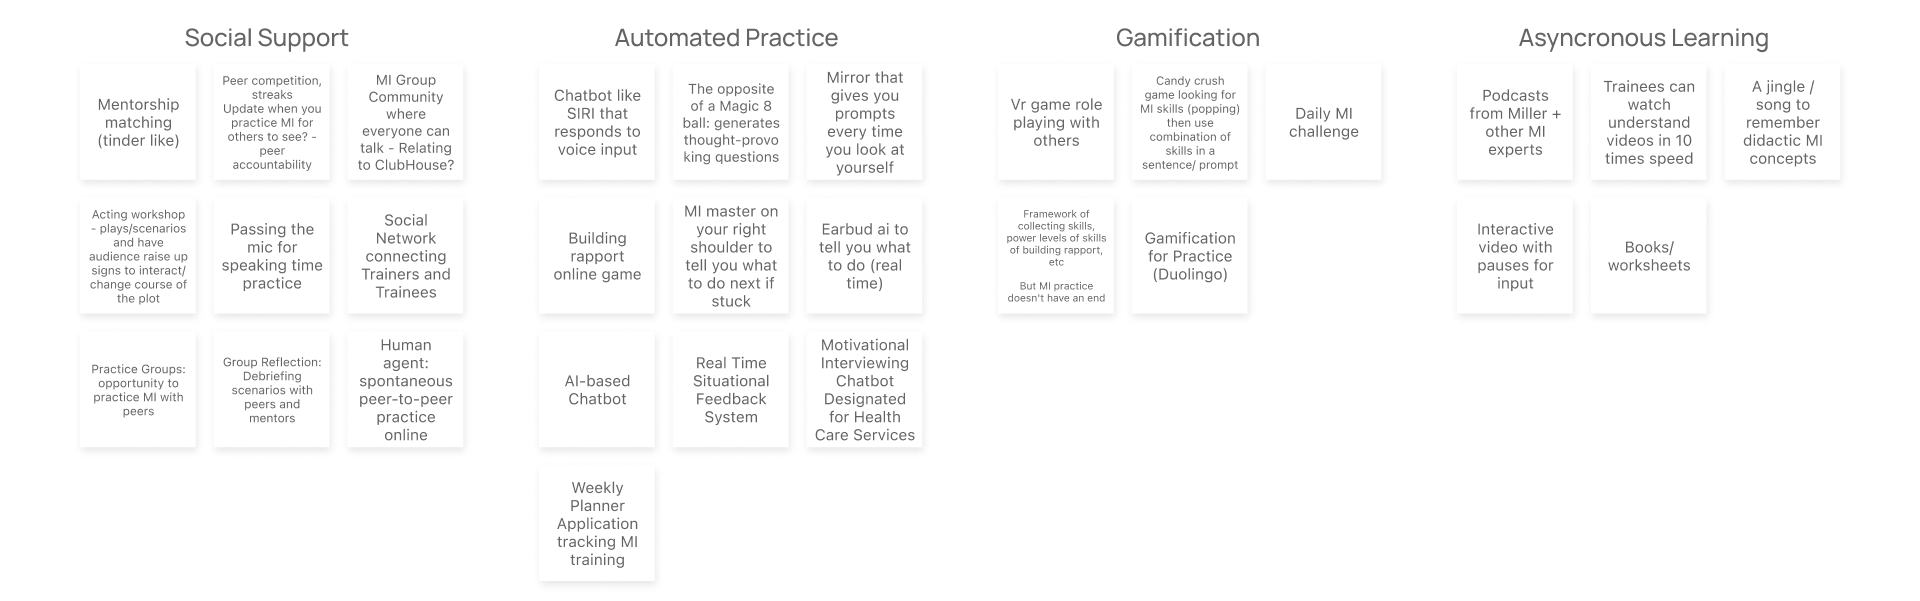 Social Support
Mentorship
matching
(tinder like)
Peer competition,
streaks
Update when you
practice MI for
others to see? -
peer
accountability
MI Group
Community
where
everyone can
talk - Relating
to ClubHouse?
Acting workshop
- plays/scenarios
and have
audience raise up
signs to interact/
change course of
the plot
Passing the
mic for
speaking time
practice
Social
Network
connecting
Trainers and
Trainees
Practice Groups:
opportunity to
practice MI with
peers
Group Reflection:
Debriefing
scenarios with
peers and
mentors
Human
agent:
spontaneous
peer-to-peer
practice
online
Automated Practice
Chatbot like
SIRI that
responds to
voice input
The opposite
of a Magic 8
ball: generates
thought-provo
king questions
Mirror that
gives you
prompts
every time
you look at
yourself
Building
rapport
online game
MI master on
your right
shoulder to
tell you what
to do next if
stuck
Earbud ai to
tell you what
to do (real
time)
AI-based
Chatbot
Real Time
Situational
Feedback
System
Motivational
Interviewing
Chatbot
Designated
for Health
Care Services
Weekly
Planner
Application
tracking MI
training
Gamification
Vr game role
playing with
others
Candy crush
game looking for
MI skills (popping)
then use
combination of
skills in a
sentence/ prompt
Daily MI
challenge
Framework of
collecting skills,
power levels of skills
of building rapport,
etc
But MI practice
doesn't have an end
Gamification
for Practice
(Duolingo)
Asyncronous Learning
Podcasts
from Miller +
other MI
experts
Trainees can
watch
understand
videos in 10
times speed
A jingle /
song to
remember
didactic MI
concepts
Interactive
video with
pauses for
input
Books/
worksheets